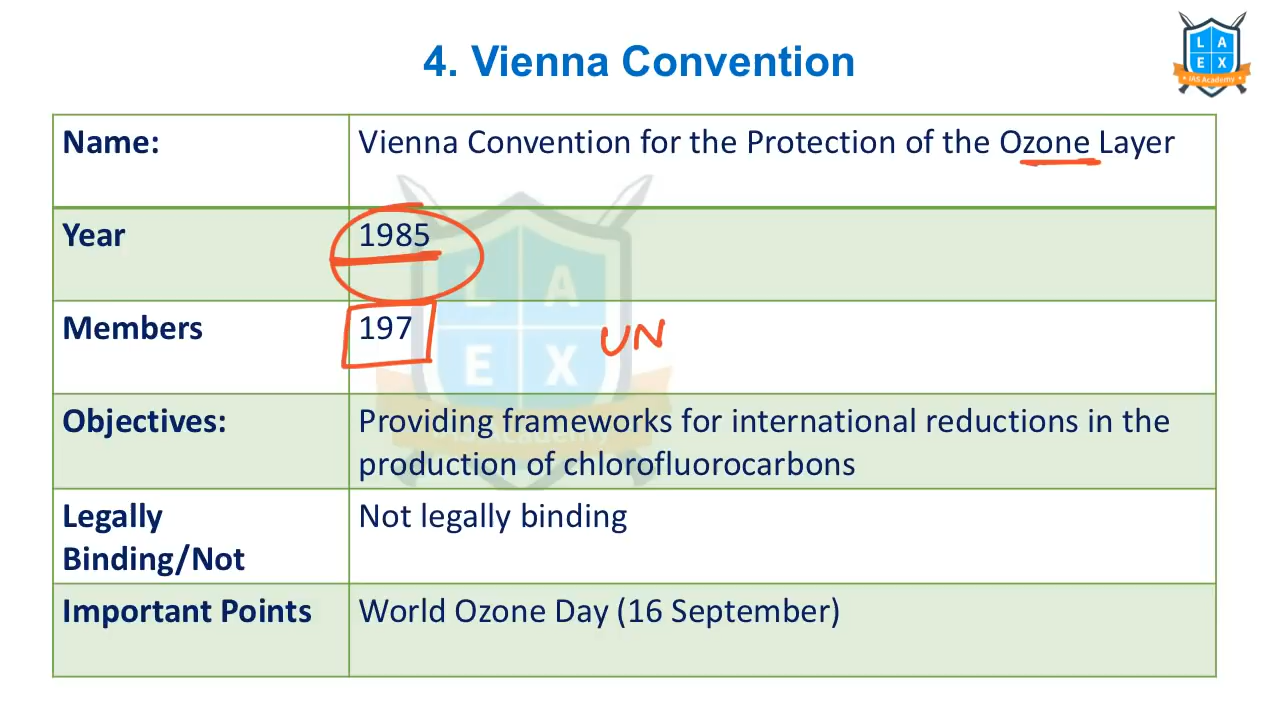 4. Vienna Convention
L A
E X
IAS Academy
Name: Vienna Convention for the Protection of the Ozone Layer
Year 1985
Members 197 UN
Objectives: Providing frameworks for international reductions in the
production of chlorofluorocarbons
Legally
Binding/Not Not legally binding
Important Points World Ozone Day (16 September)
L A
E X
IAS Academy